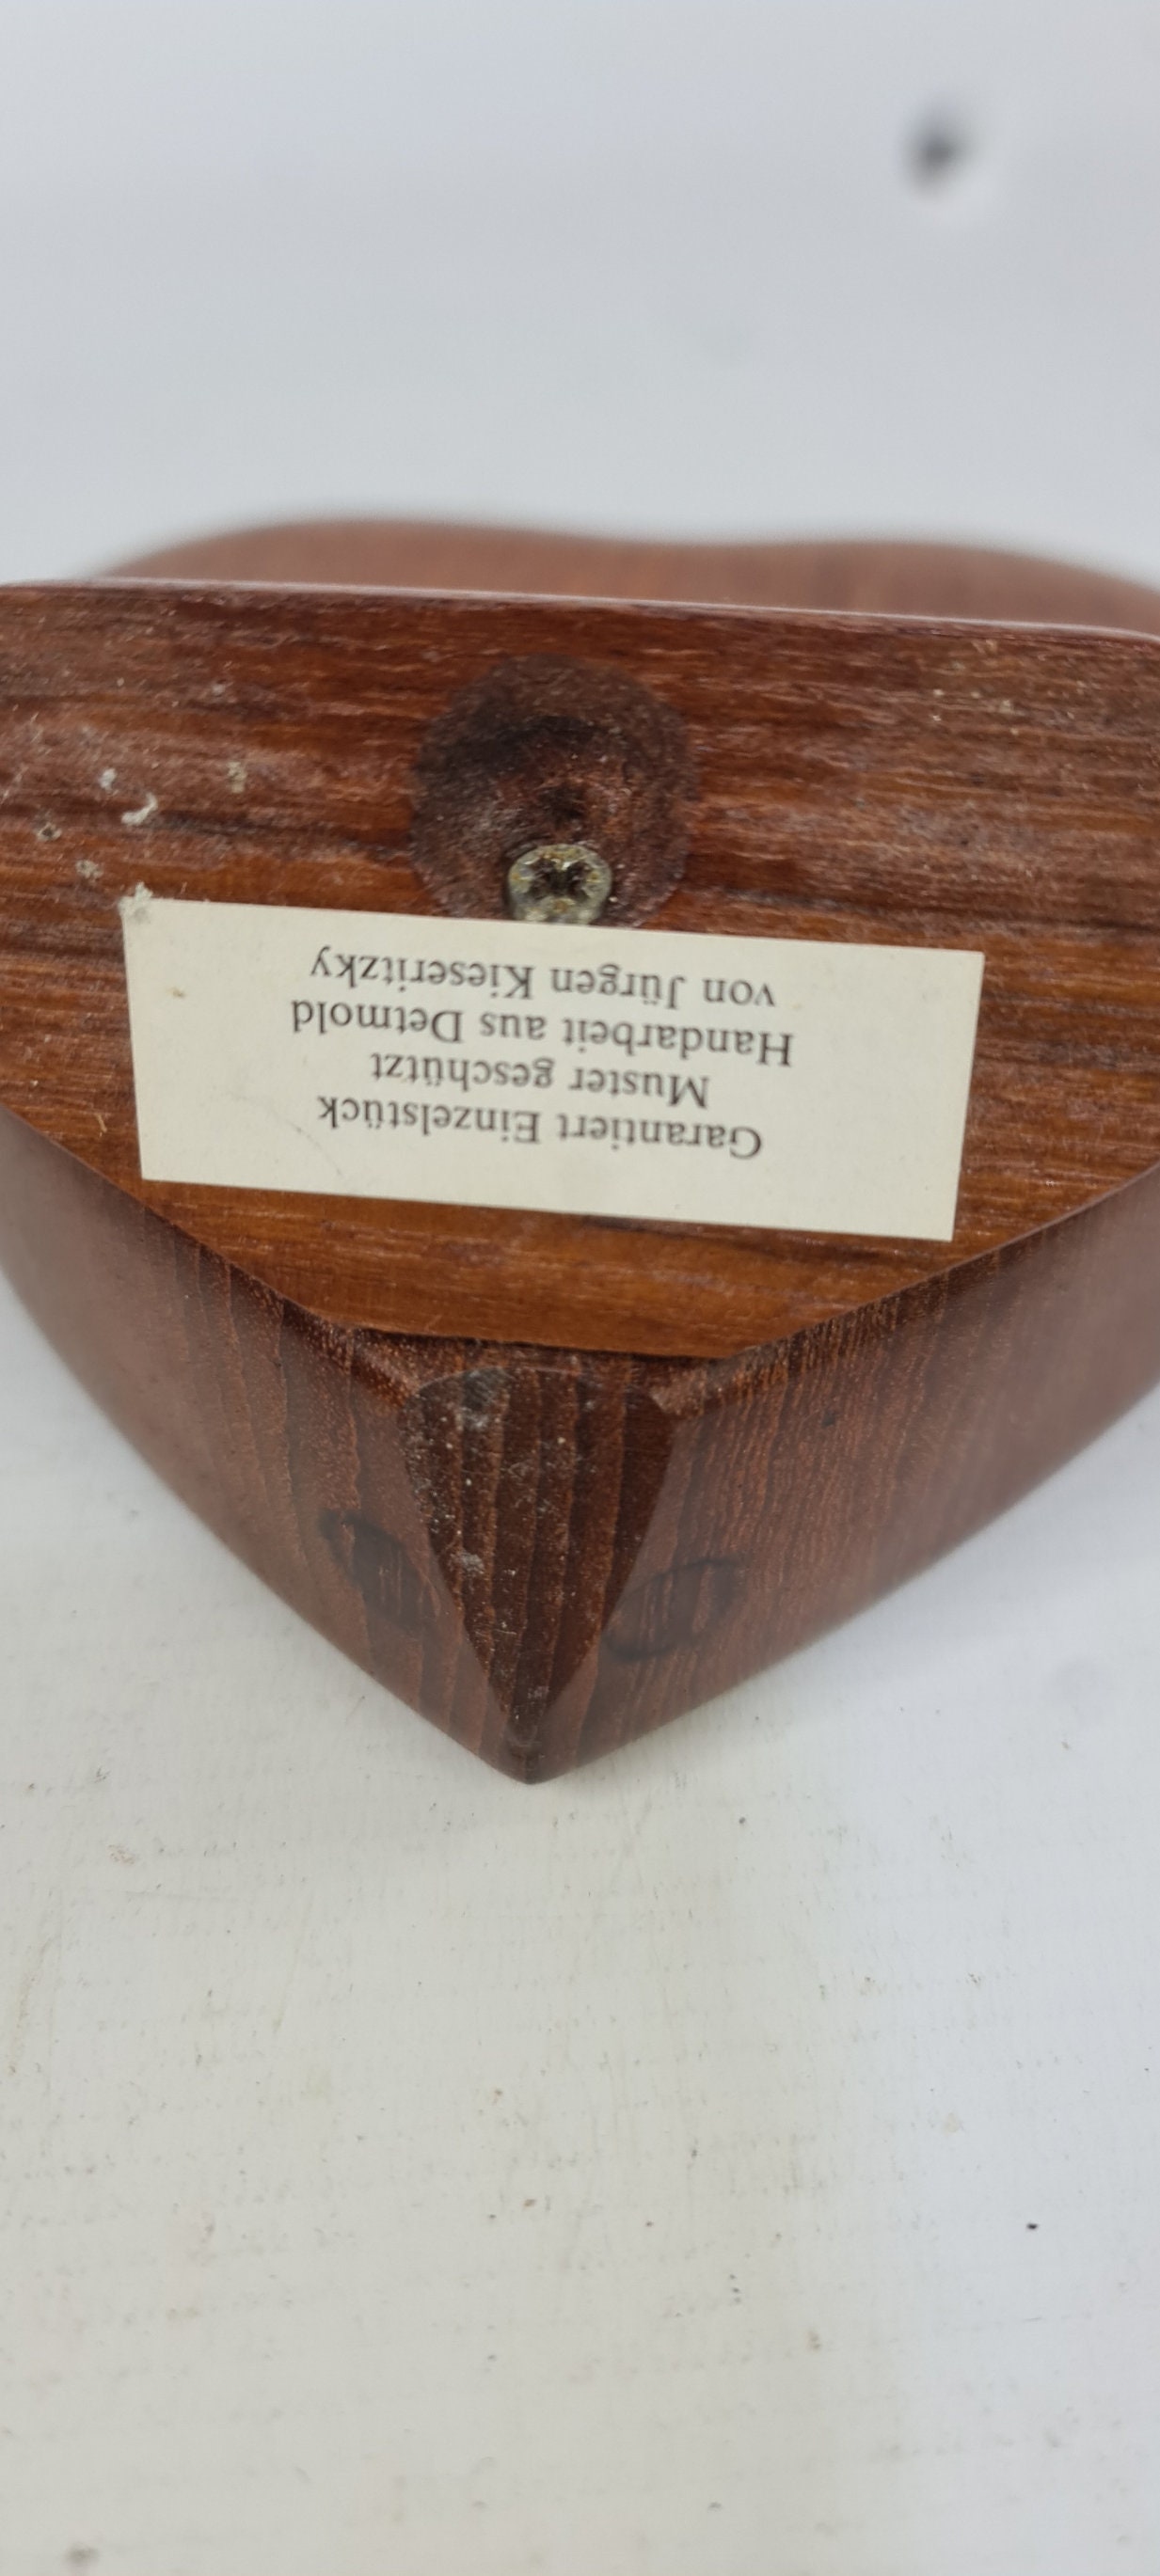 Garantiert Einzelstück
Muster geschützt
Handarbeit aus Detmold
von Jürgen Kieseritzky